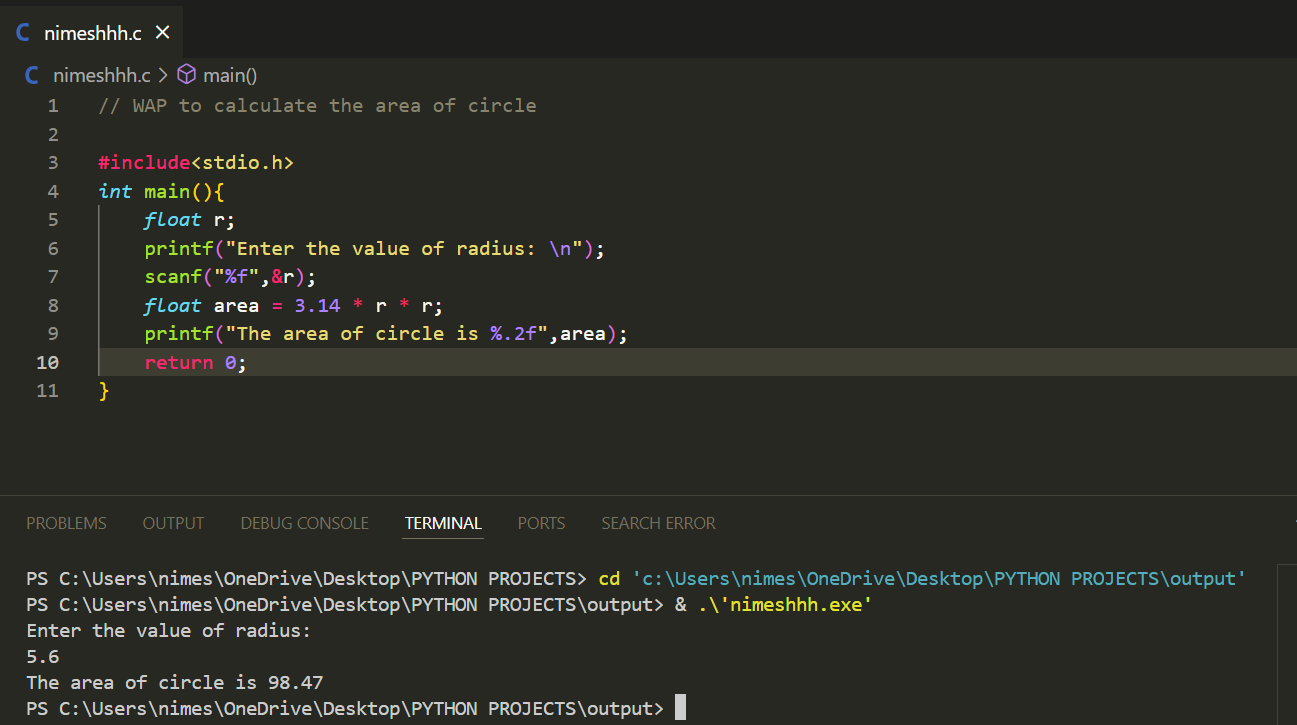 C nimeshhh.c ×
C nimeshhh.c > main()
1 // WAP to calculate the area of circle
2
3 #include<stdio.h>
4 int main(){
5     float r;
6     printf("Enter the value of radius: \n");
7     scanf("%f",&r);
8     float area = 3.14 * r * r;
9     printf("The area of circle is %.2f",area);
10     return 0;
11 }
PROBLEMS OUTPUT DEBUG CONSOLE TERMINAL PORTS SEARCH ERROR
PS C:\Users\nimes\OneDrive\Desktop\PYTHON PROJECTS> cd 'c:\Users\nimes\OneDrive\Desktop\PYTHON PROJECTS\output'
PS C:\Users\nimes\OneDrive\Desktop\PYTHON PROJECTS\output> & .\'nimeshhh.exe'
Enter the value of radius:
5.6
The area of circle is 98.47
PS C:\Users\nimes\OneDrive\Desktop\PYTHON PROJECTS\output>